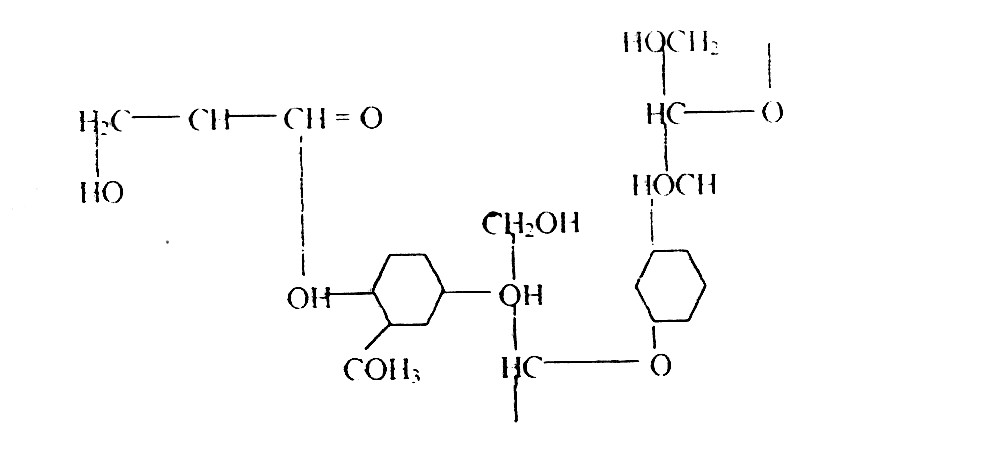 HOCH₂
H₂C CH CH = O HC O
HO HOCH
CH₂OH
OH OH
COH₃ HC O